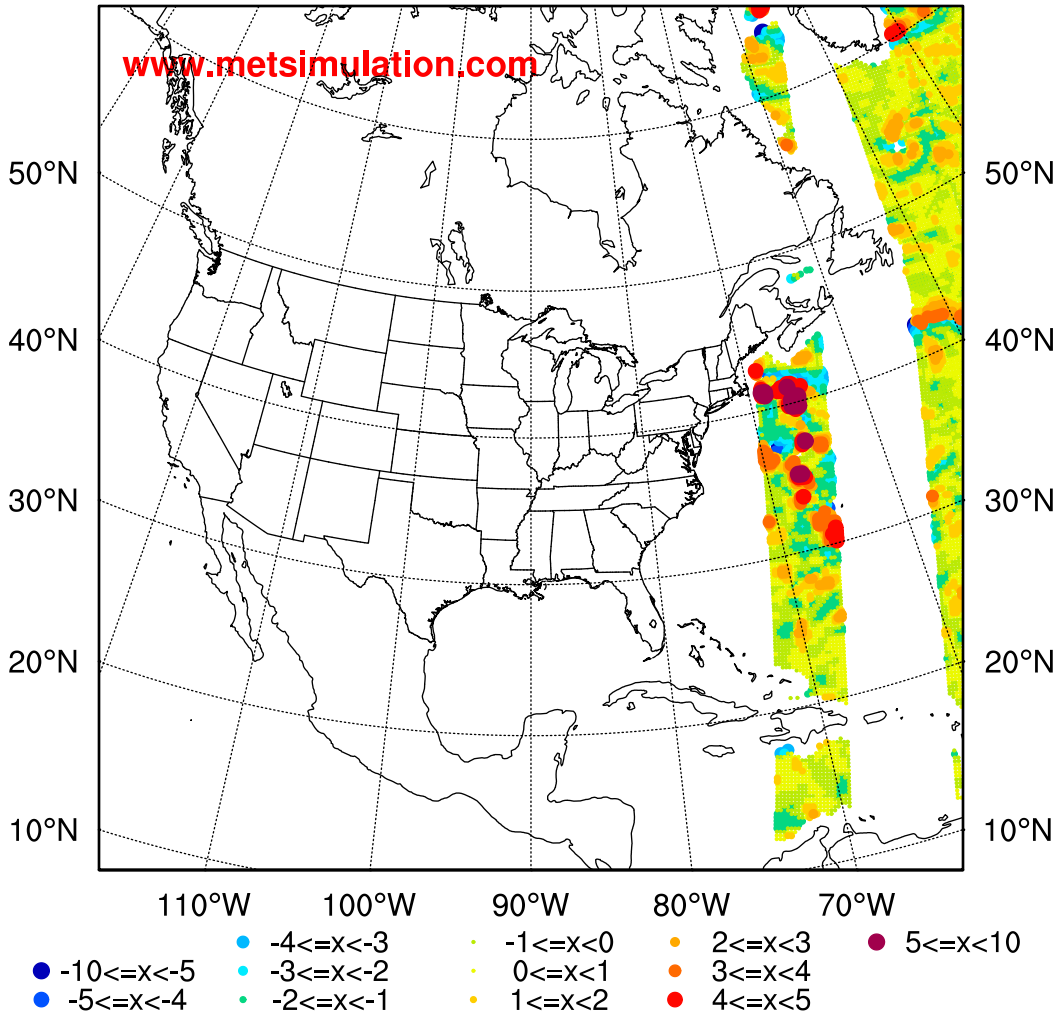 www.metsimulation.com
50°N 50°N
40°N 40°N
30°N 30°N
20°N 20°N
10°N 10°N
110°W 100°W 90°W 80°W 70°W
-4<=x<-3 -1<=x<0 2<=x<3 5<=x<10
-10<=x<-5 -3<=x<-2 0<=x<1 3<=x<4
-5<=x<-4 -2<=x<-1 1<=x<2 4<=x<5